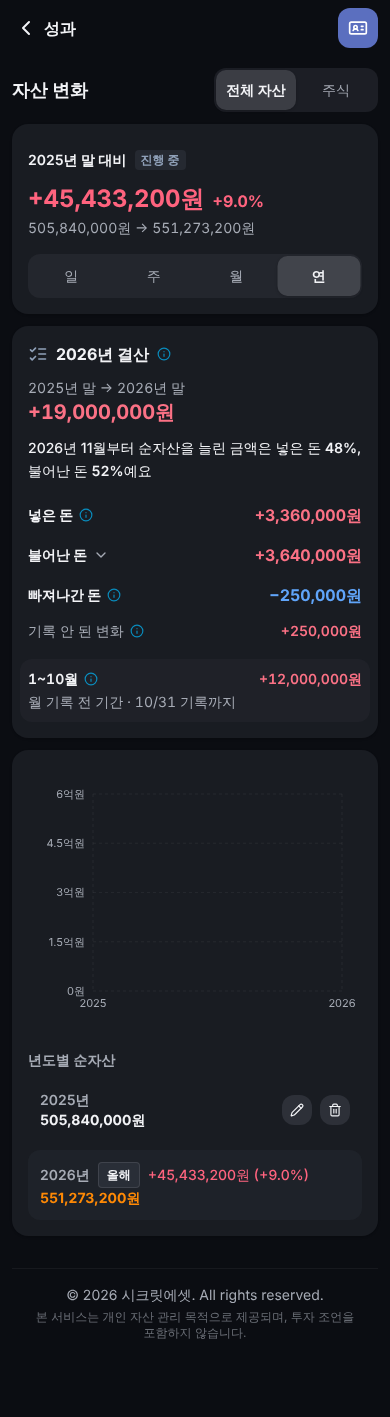 성과
자산 변화
전체 자산
주식
2025년 말 대비 진행 중
+45,433,200원 +9.0%
505,840,000원 → 551,273,200원
일
주
월
연
2026년 결산
2025년 말 → 2026년 말
+19,000,000원
2026년 11월부터 순자산을 늘린 금액은 넣은 돈 48%,
불어난 돈 52%예요
넣은 돈 +3,360,000원
불어난 돈 +3,640,000원
빠져나간 돈 −250,000원
기록 안 된 변화 +250,000원
1~10월 +12,000,000원
월 기록 전 기간 · 10/31 기록까지
6억원
4.5억원
3억원
1.5억원
0원
2025 2026
년도별 순자산
2025년
505,840,000원
2026년 올해 +45,433,200원 (+9.0%)
551,273,200원
© 2026 시크릿에셋. All rights reserved.
본 서비스는 개인 자산 관리 목적으로 제공되며, 투자 조언을
포함하지 않습니다.